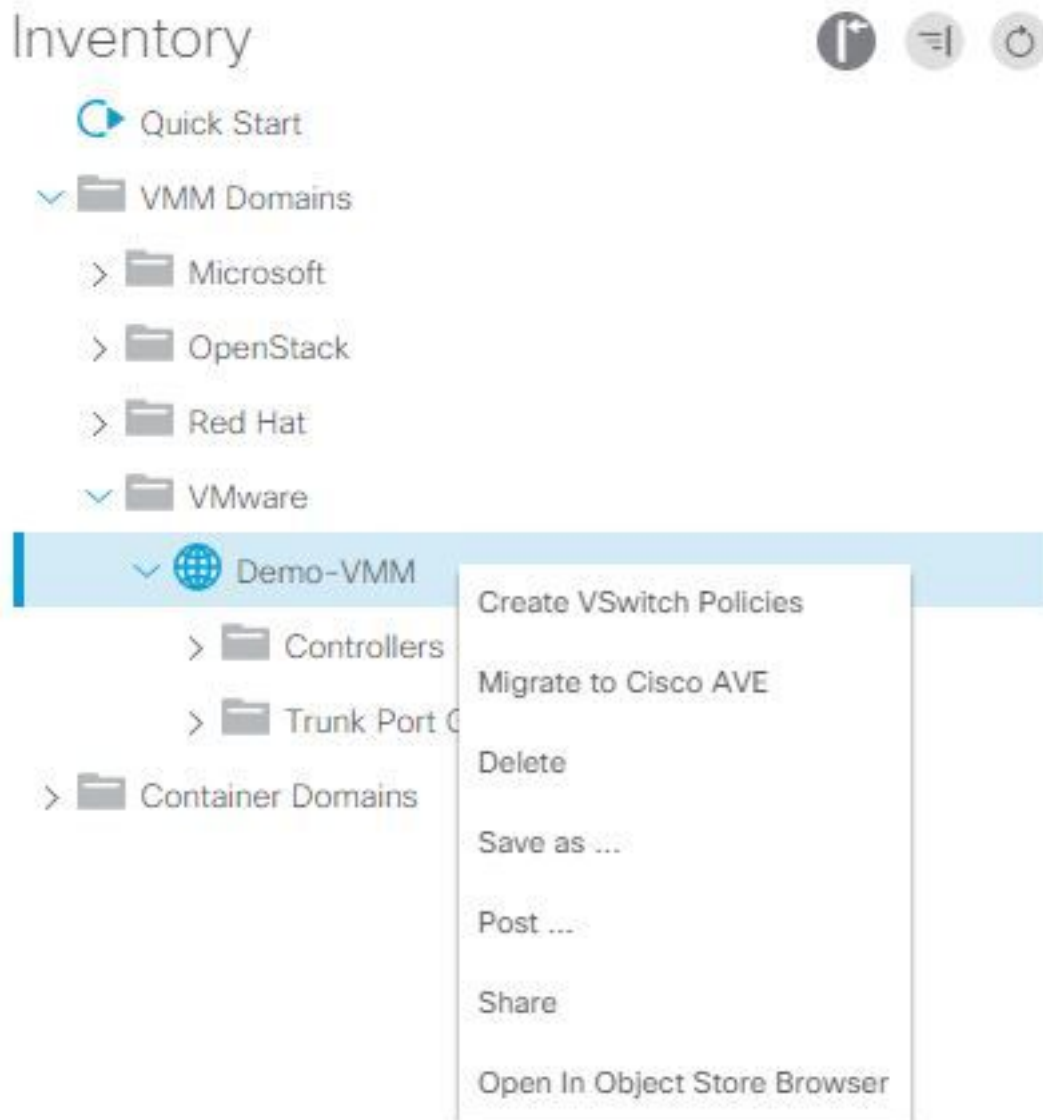 Inventory
Quick Start
VMM Domains
Microsoft
OpenStack
Red Hat
VMware
Demo-VMM
Controllers
Trunk Port
Container Domains
Create VSwitch Policies
Migrate to Cisco AVE
Delete
Save as ...
Post ...
Share
Open In Object Store Browser